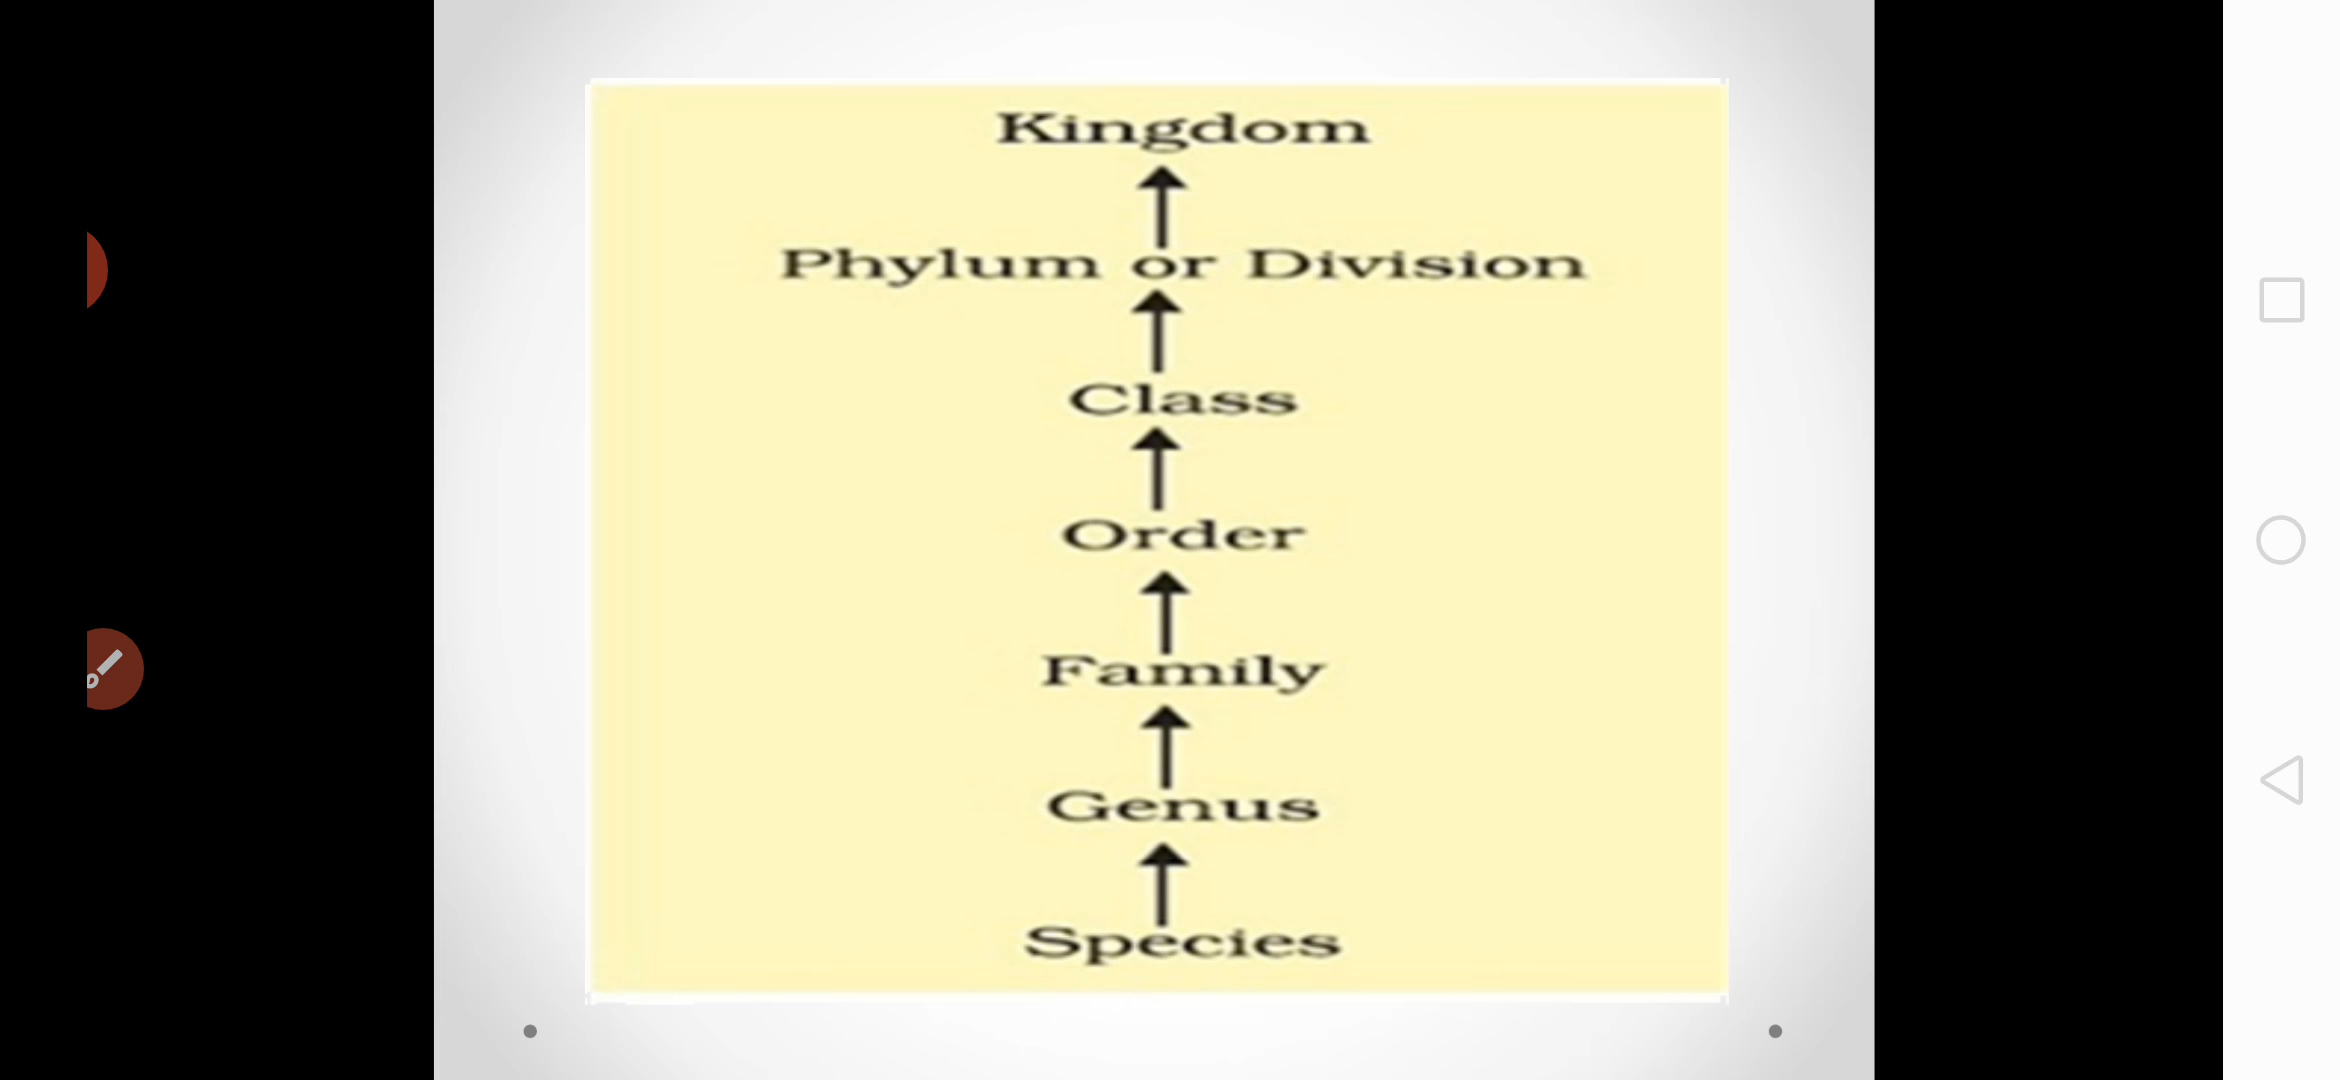 Kingdom
Phylum or Division
Class
Order
Family
Genus
Species